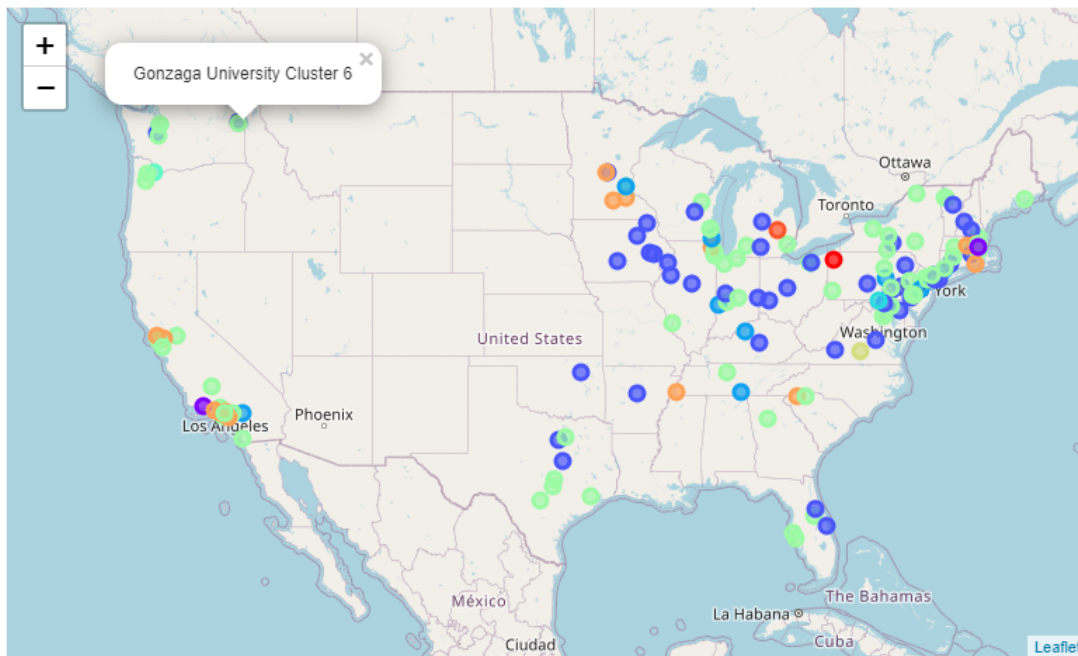 +
Gonzaga University Cluster 6 ×
−
Ottawa
Toronto
York
United States
Washington
Phoenix
Los Angeles
México
The Bahamas
La Habana
Cuba
Ciudad
Leaflet